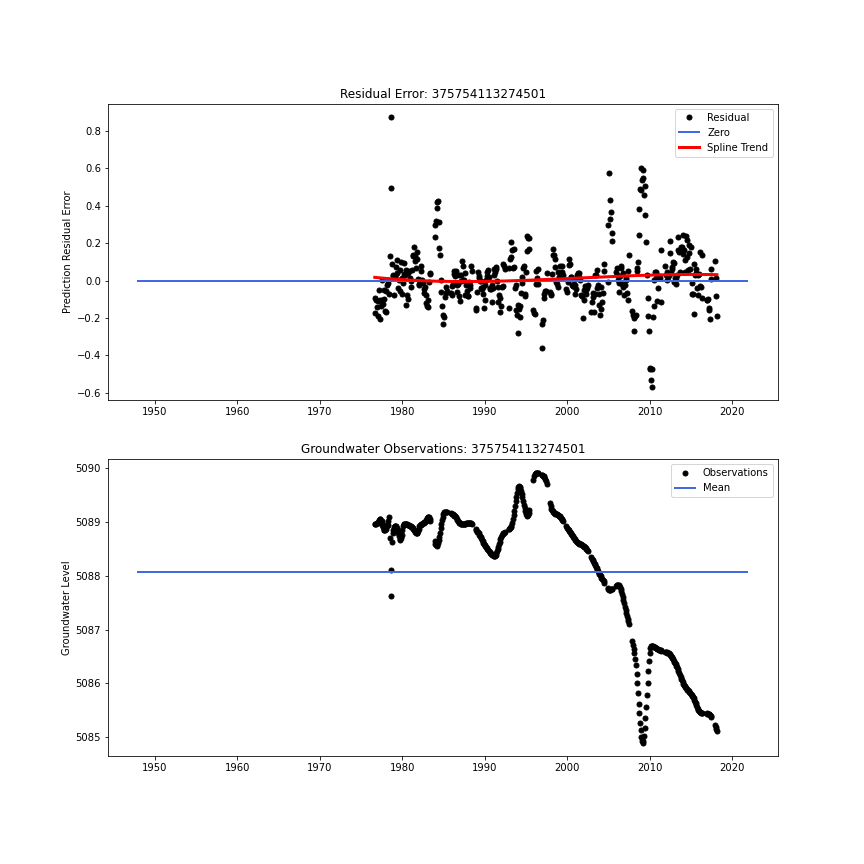 Residual Error: 375754113274501
Prediction Residual Error
0.8
0.6
0.4
0.2
0.0
−0.2
−0.4
−0.6
Residual
Zero
Spline Trend
1950 1960 1970 1980 1990 2000 2010 2020
Groundwater Observations: 375754113274501
Groundwater Level
5090
5089
5088
5087
5086
5085
Observations
Mean
1950 1960 1970 1980 1990 2000 2010 2020